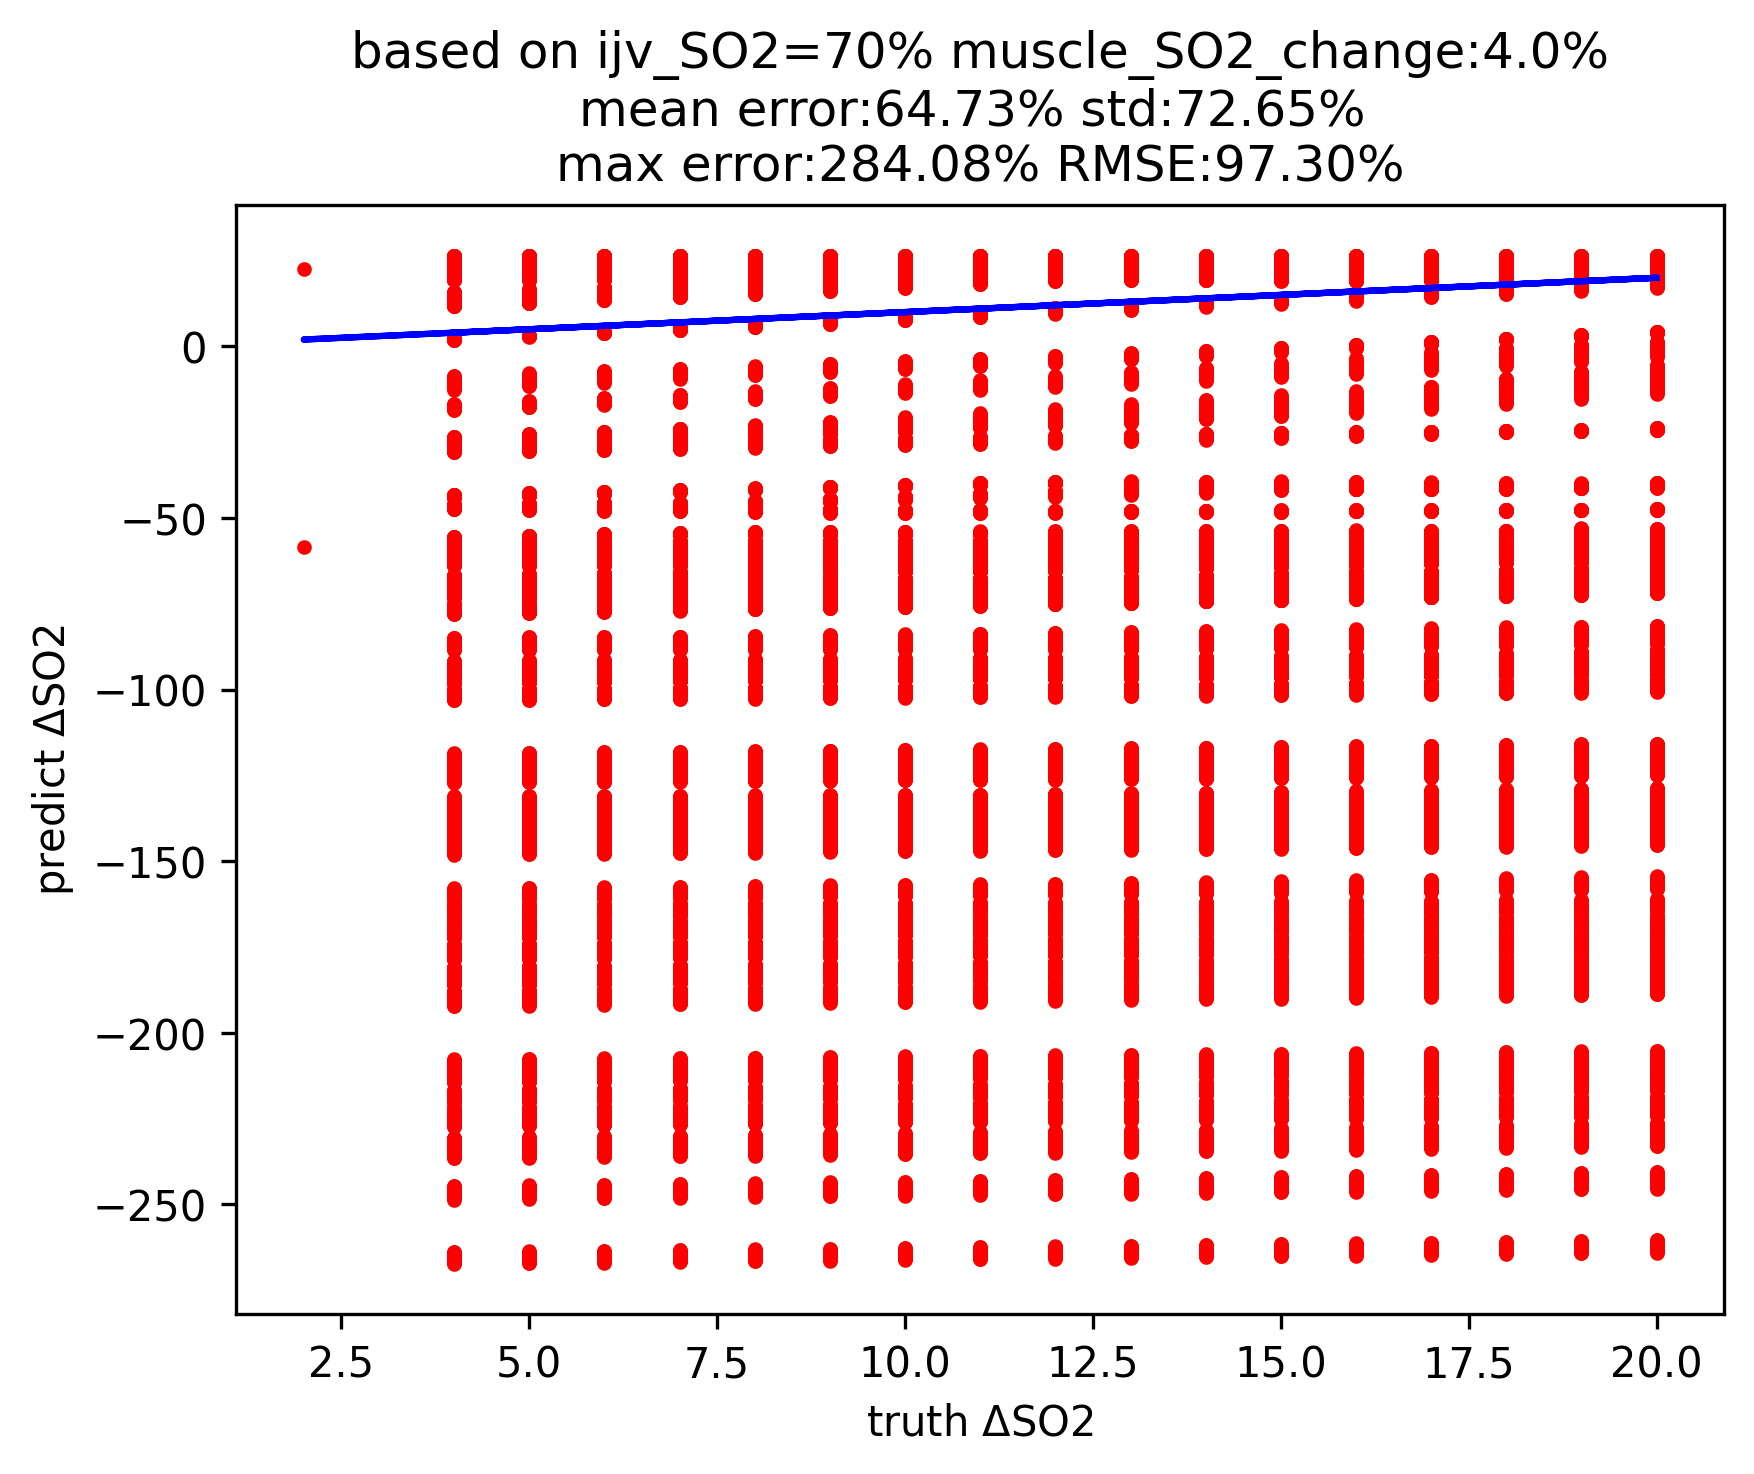 based on ijv_SO2=70% muscle_SO2_change:4.0%
mean error:64.73% std:72.65%
max error:284.08% RMSE:97.30%
0
−50
−100
−150
−200
−250
predict ΔSO2
2.5 5.0 7.5 10.0 12.5 15.0 17.5 20.0
truth ΔSO2